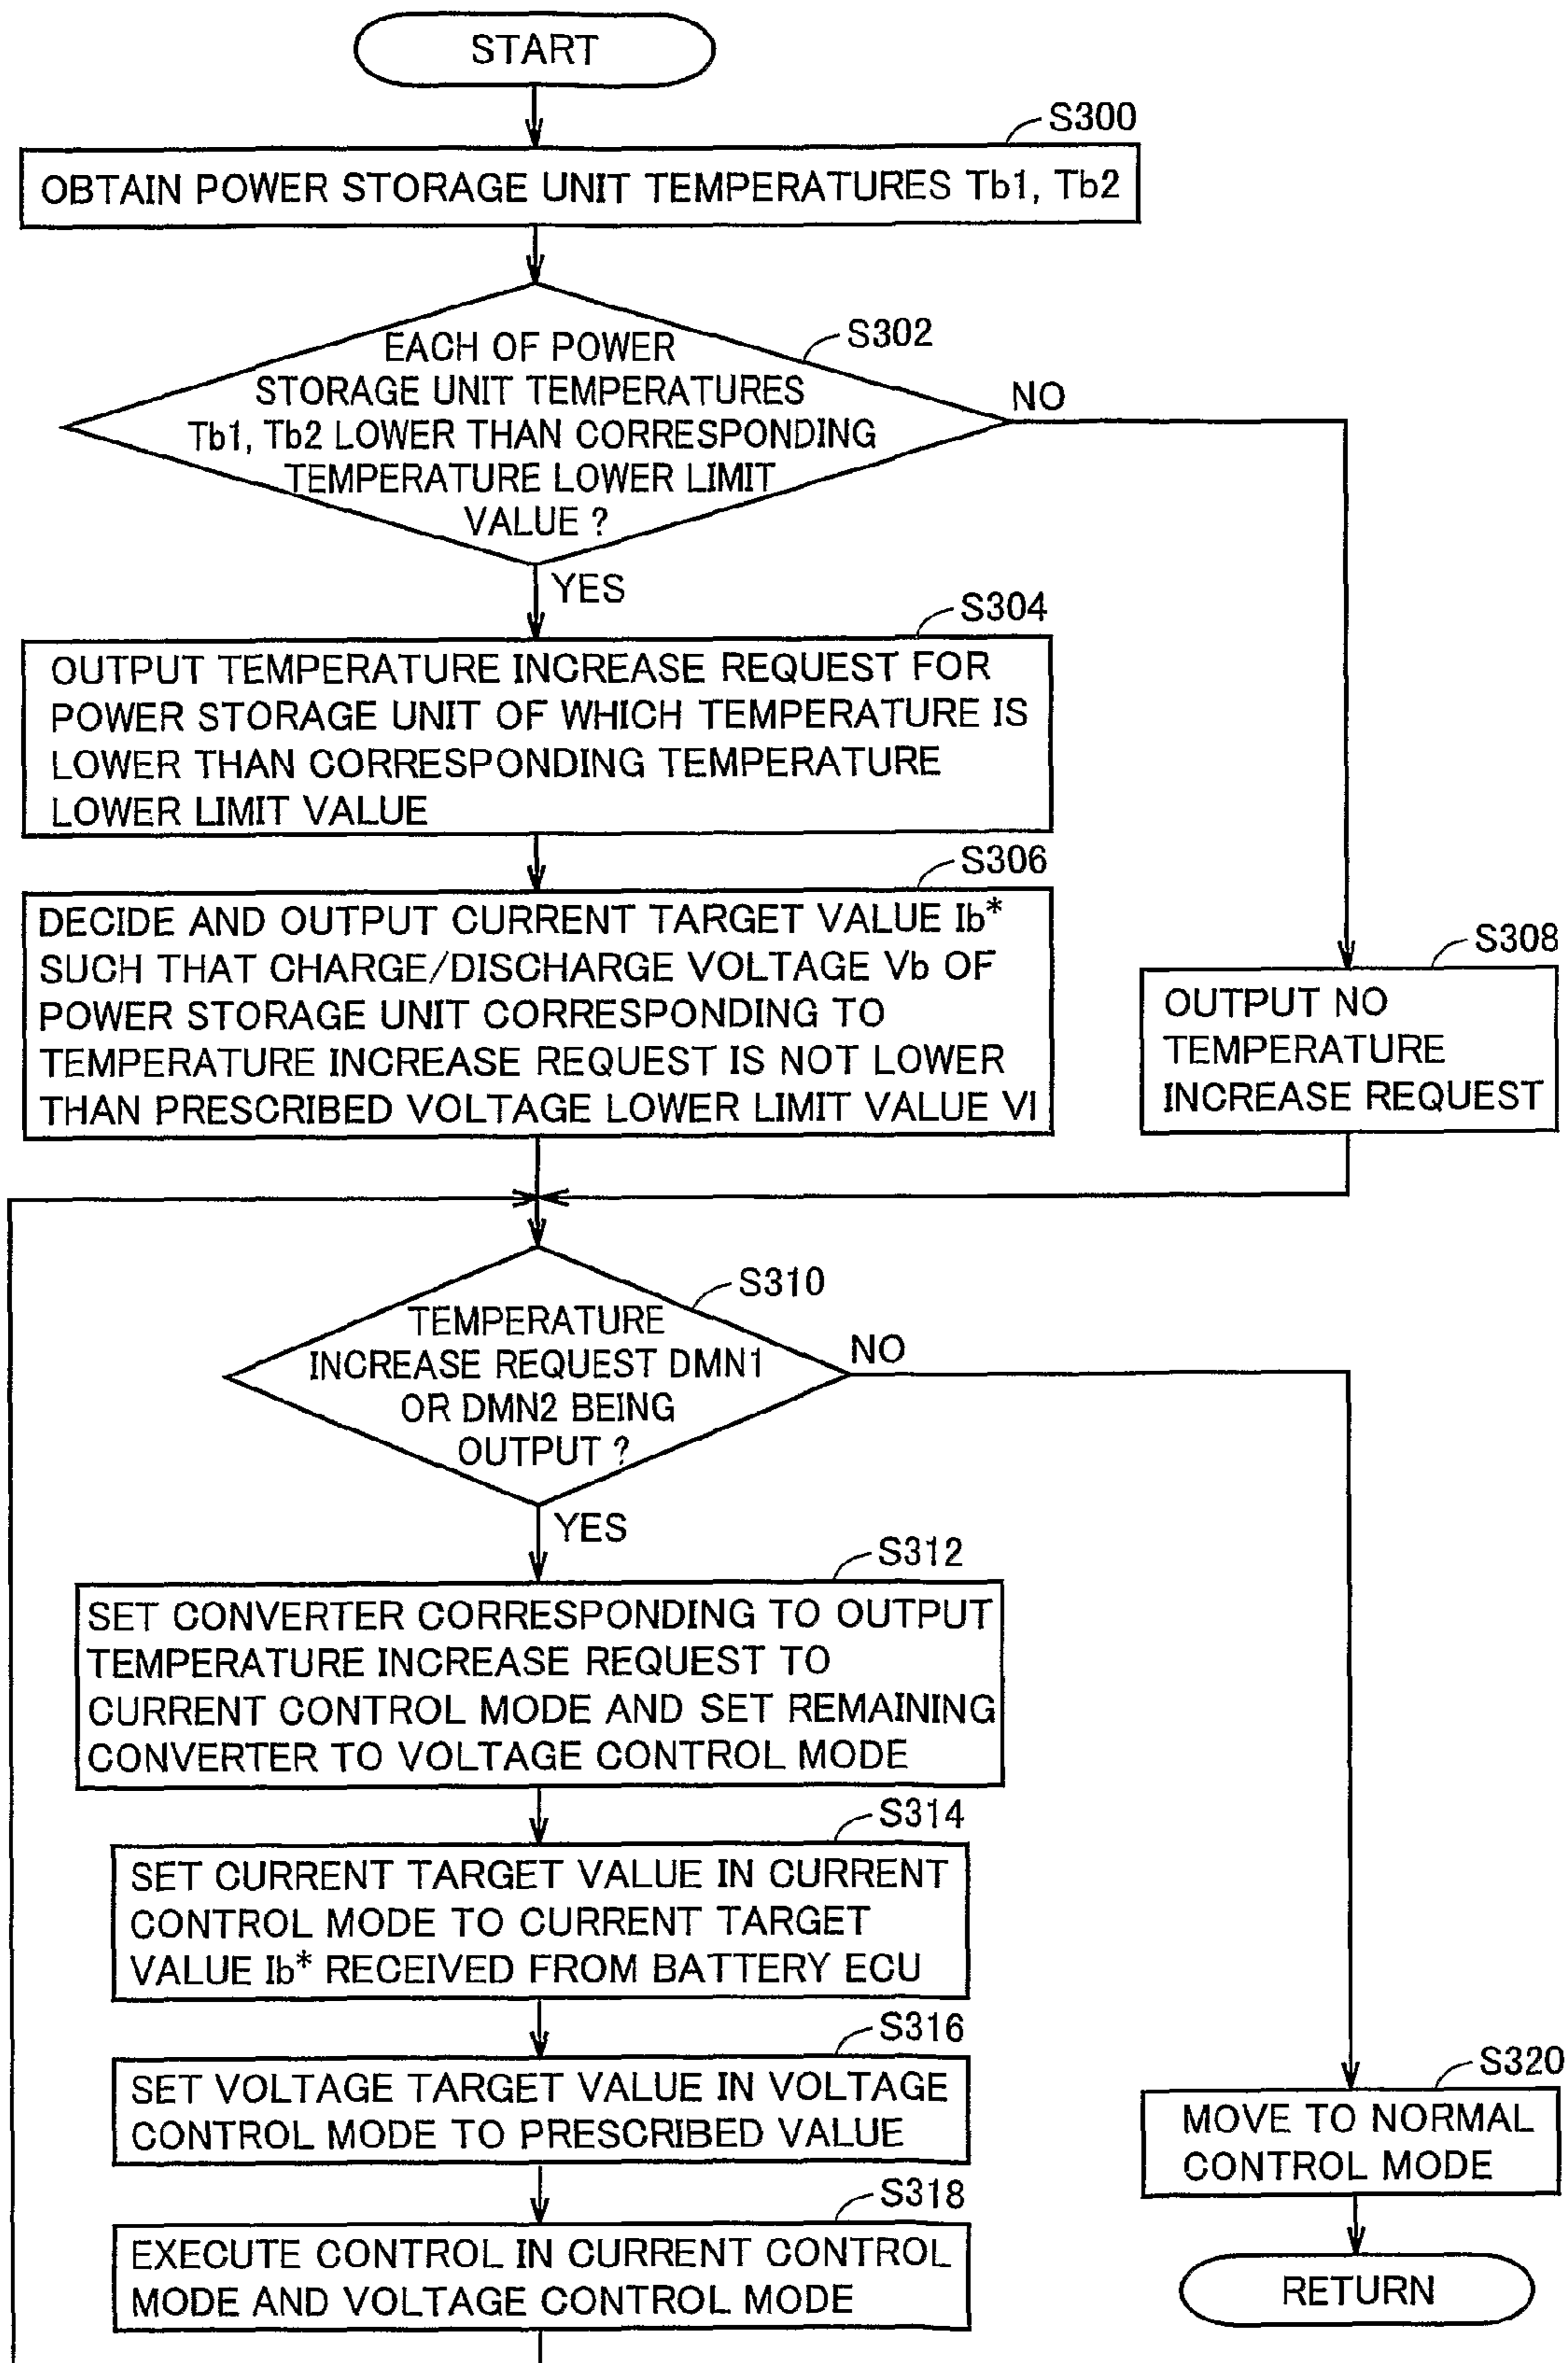 START
S300
OBTAIN POWER STORAGE UNIT TEMPERATURES Tb1, Tb2
S302
EACH OF POWER
STORAGE UNIT TEMPERATURES
Tb1, Tb2 LOWER THAN CORRESPONDING
TEMPERATURE LOWER LIMIT
VALUE ?
NO
YES
S304
OUTPUT TEMPERATURE INCREASE REQUEST FOR
POWER STORAGE UNIT OF WHICH TEMPERATURE IS
LOWER THAN CORRESPONDING TEMPERATURE
LOWER LIMIT VALUE
S306
DECIDE AND OUTPUT CURRENT TARGET VALUE Ib*
SUCH THAT CHARGE/DISCHARGE VOLTAGE Vb OF
POWER STORAGE UNIT CORRESPONDING TO
TEMPERATURE INCREASE REQUEST IS NOT LOWER
THAN PRESCRIBED VOLTAGE LOWER LIMIT VALUE Vl
S308
OUTPUT NO
TEMPERATURE
INCREASE REQUEST
S310
TEMPERATURE
INCREASE REQUEST DMN1
OR DMN2 BEING
OUTPUT ?
NO
YES
S312
SET CONVERTER CORRESPONDING TO OUTPUT
TEMPERATURE INCREASE REQUEST TO
CURRENT CONTROL MODE AND SET REMAINING
CONVERTER TO VOLTAGE CONTROL MODE
S314
SET CURRENT TARGET VALUE IN CURRENT
CONTROL MODE TO CURRENT TARGET
VALUE Ib* RECEIVED FROM BATTERY ECU
S316
SET VOLTAGE TARGET VALUE IN VOLTAGE
CONTROL MODE TO PRESCRIBED VALUE
S318
EXECUTE CONTROL IN CURRENT CONTROL
MODE AND VOLTAGE CONTROL MODE
S320
MOVE TO NORMAL
CONTROL MODE
RETURN